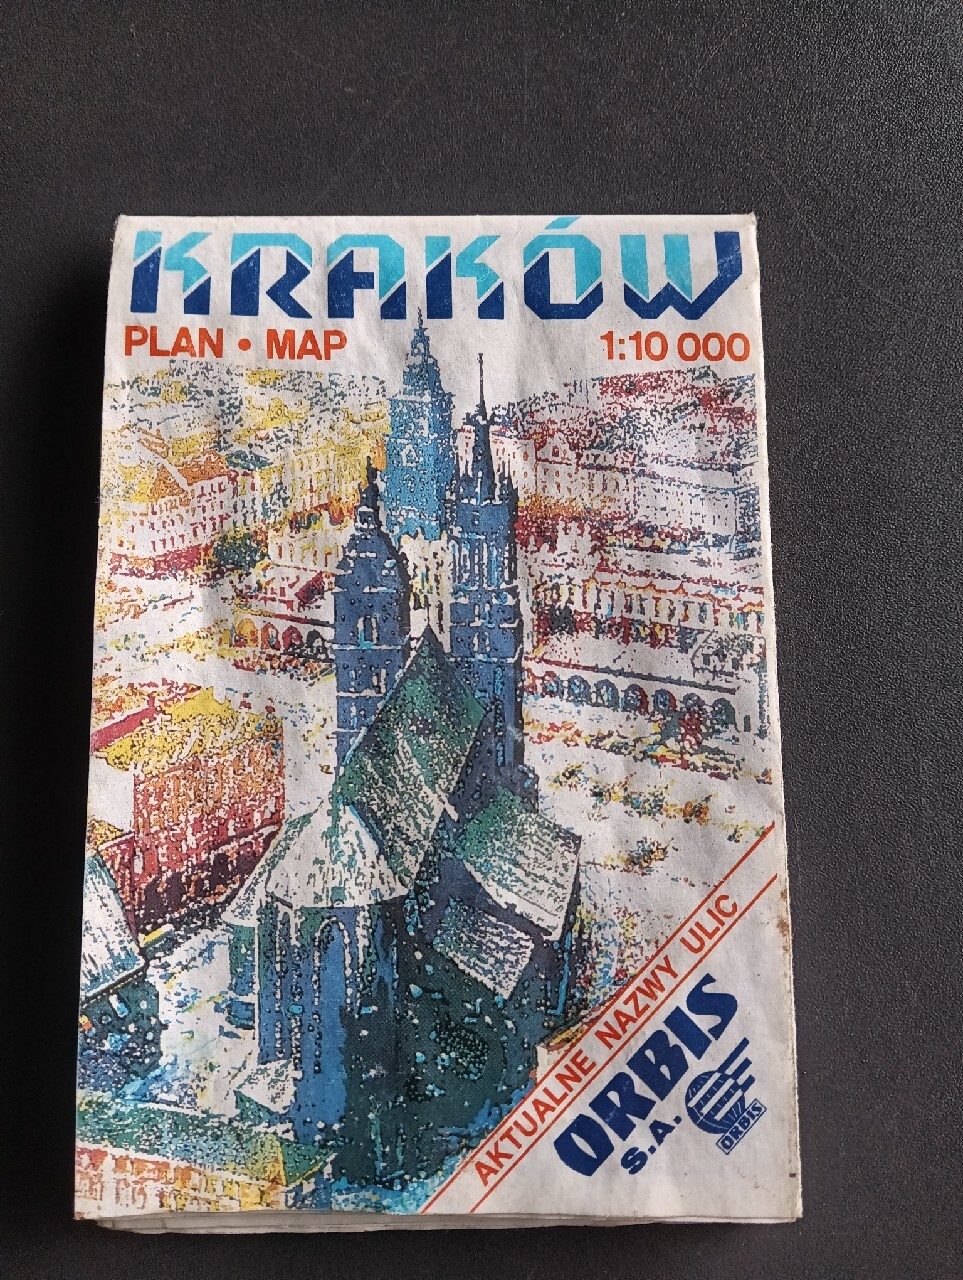 KRAKÓW
PLAN • MAP 1:10 000
AKTUALNE NAZWY ULIC
ORBIS
S.A.
ORBIS